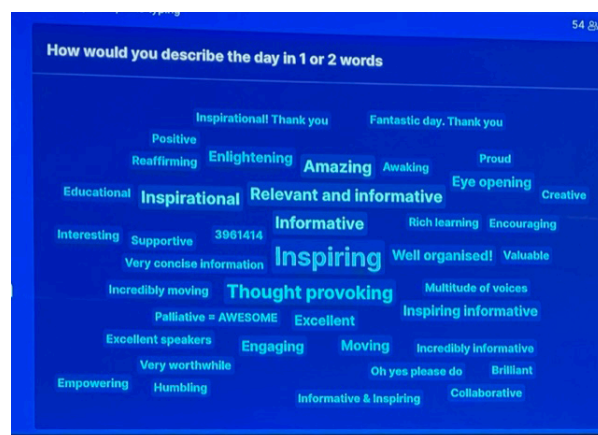 typing
54
How would you describe the day in 1 or 2 words
Inspirational! Thank you
Fantastic day. Thank you
Positive
Reaffirming
Enlightening
Amazing
Awaking
Proud
Eye opening
Creative
Educational
Inspirational
Relevant and informative
Informative
Rich learning
Encouraging
Interesting
Supportive
3961414
Inspiring
Well organised!
Valuable
Very concise information
Incredibly moving
Thought provoking
Multitude of voices
Inspiring informative
Palliative = AWESOME
Excellent
Excellent speakers
Engaging
Moving
Incredibly informative
Very worthwhile
Oh yes please do
Brilliant
Empowering
Humbling
Informative & Inspiring
Collaborative